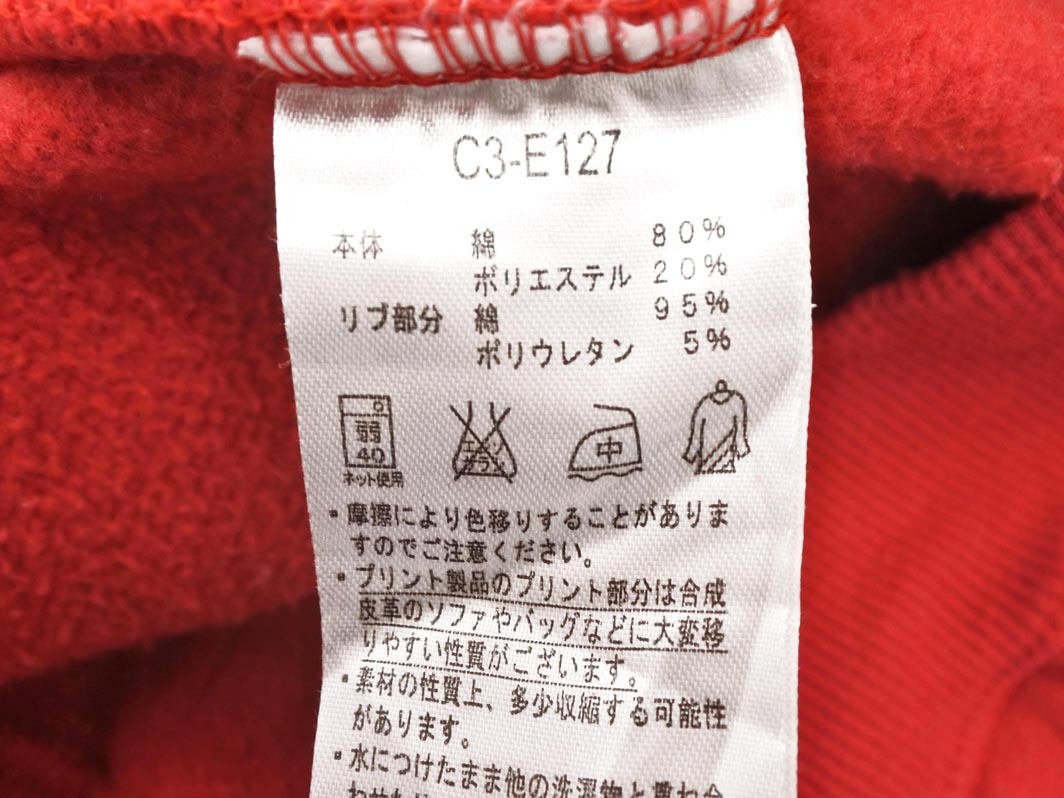 C3-E127
本体 綿 80%
ポリエステル 20%
リブ部分 綿 95%
ポリウレタン 5%
弱
40
ネット使用
エンソ
サラシ
中
・摩擦により色移りすることがありま
すのでご注意ください。
・プリント製品のプリント部分は合成
皮革のソファやバッグなどに大変移
りやすい性質がございます。
・素材の性質上、多少収縮する可能性
があります。
・水につけたまま他の洗濯物と重ね合